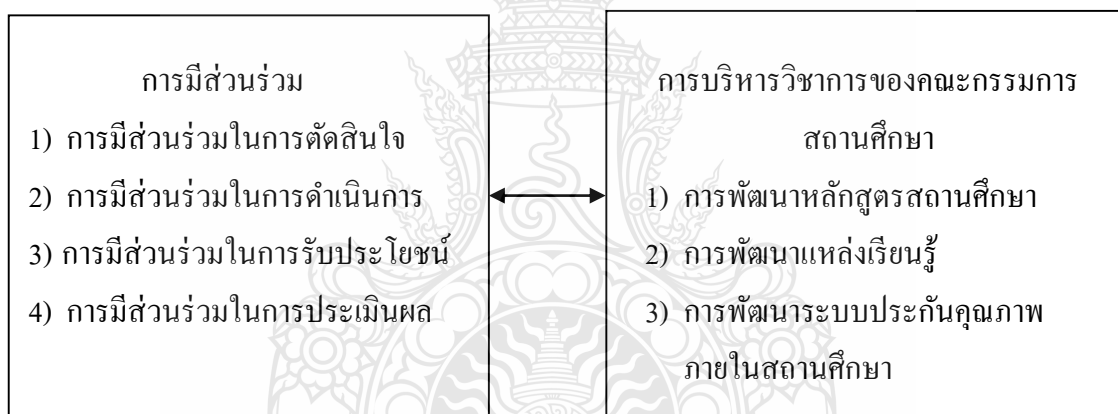 การมีส่วนร่วม
1) การมีส่วนร่วมในการตัดสินใจ
2) การมีส่วนร่วมในการดำเนินการ
3) การมีส่วนร่วมในการรับประโยชน์
4) การมีส่วนร่วมในการประเมินผล
การบริหารวิชาการของคณะกรรมการ
สถานศึกษา
1) การพัฒนาหลักสูตรสถานศึกษา
2) การพัฒนาแหล่งเรียนรู้
3) การพัฒนาระบบประกันคุณภาพ
ภายในสถานศึกษา